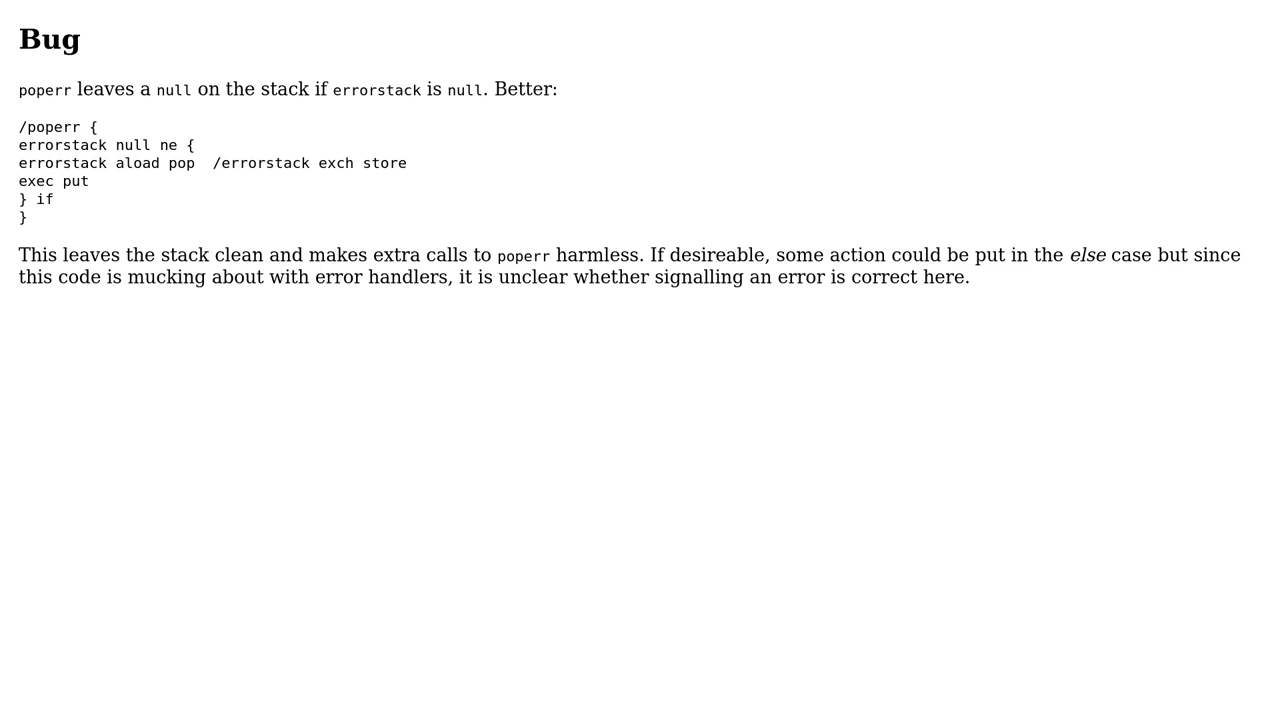 Bug
poperr leaves a null on the stack if errorstack is null. Better:
/poperr {
errorstack null ne {
errorstack aload pop  /errorstack exch store
exec put
} if
}
This leaves the stack clean and makes extra calls to poperr harmless. If desireable, some action could be put in the else case but since
this code is mucking about with error handlers, it is unclear whether signalling an error is correct here.